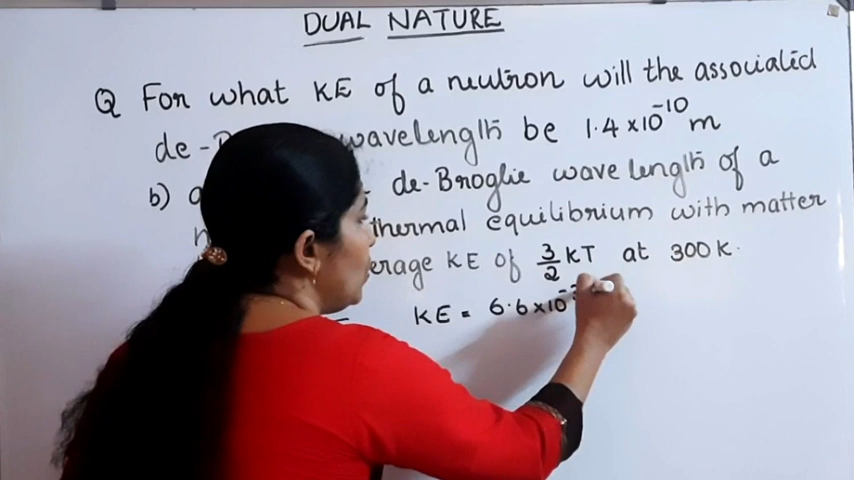 DUAL NATURE
Q For what KE of a neutron will the associated
de- wavelength be 1.4 x 10⁻¹⁰ m
b) de-Broglie wave length of a
thermal equilibrium with matter
KE of 3/2 kT at 300 K.
KE = 6.6 x 10